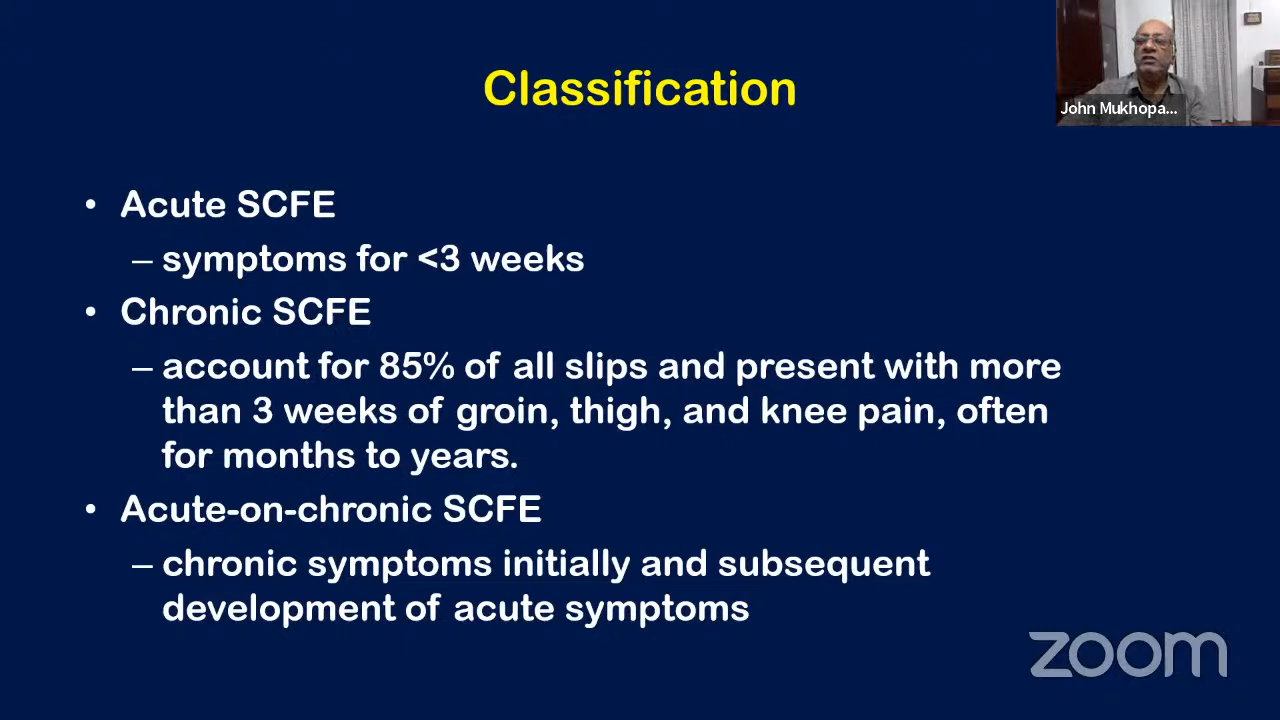 Classification
John Mukhopa...
• Acute SCFE
– symptoms for <3 weeks
• Chronic SCFE
– account for 85% of all slips and present with more
than 3 weeks of groin, thigh, and knee pain, often
for months to years.
• Acute-on-chronic SCFE
– chronic symptoms initially and subsequent
development of acute symptoms
zoom